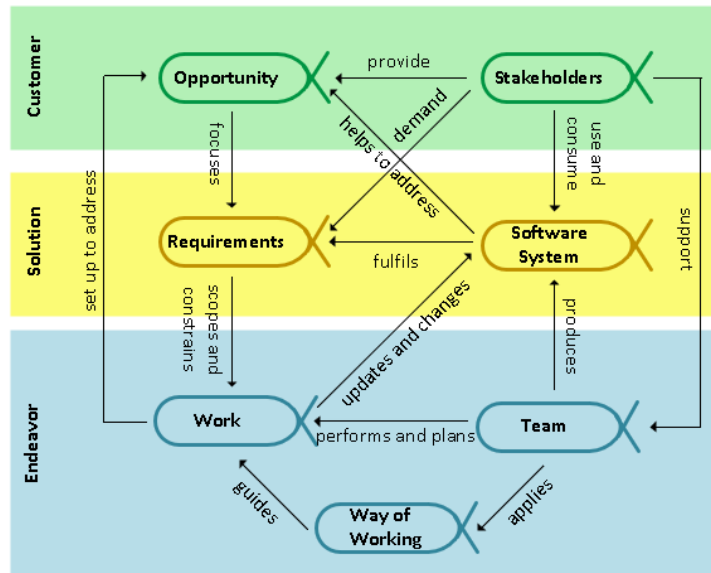 Customer
Opportunity
provide
Stakeholders
focuses
helps to address
demand
use and
consume
set up to address
support
Solution
Requirements
fulfils
Software
System
scopes and
constrains
updates and changes
produces
Endeavor
Work
performs and plans
Team
guides
Way of
Working
applies